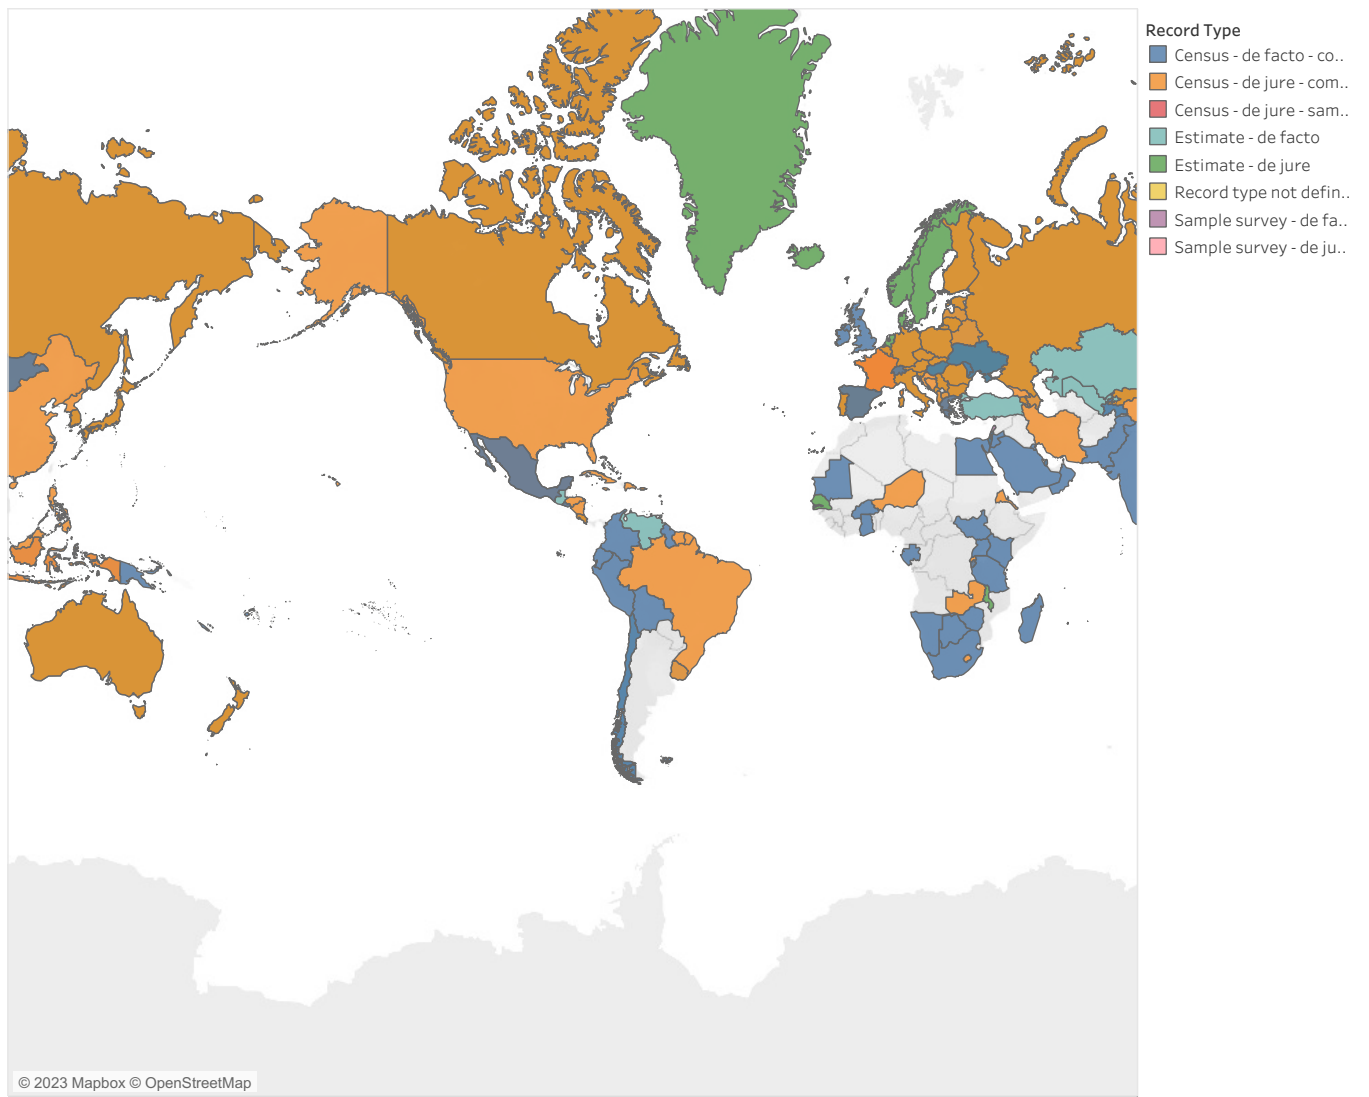 Record Type
Census - de facto - co..
Census - de jure - com..
Census - de jure - sam..
Estimate - de facto
Estimate - de jure
Record type not defin..
Sample survey - de fa..
Sample survey - de ju..
© 2023 Mapbox © OpenStreetMap